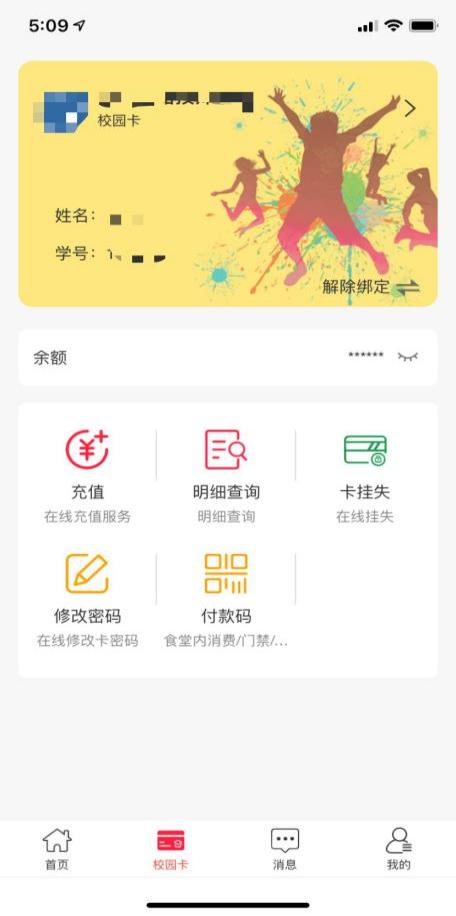 5:09
校园卡
姓名：
学号：
解除绑定
余额
******
充值
明细查询
卡挂失
在线充值服务
明细查询
在线挂失
修改密码
付款码
在线修改卡密码
食堂内消费/门禁/...
首页
校园卡
消息
我的